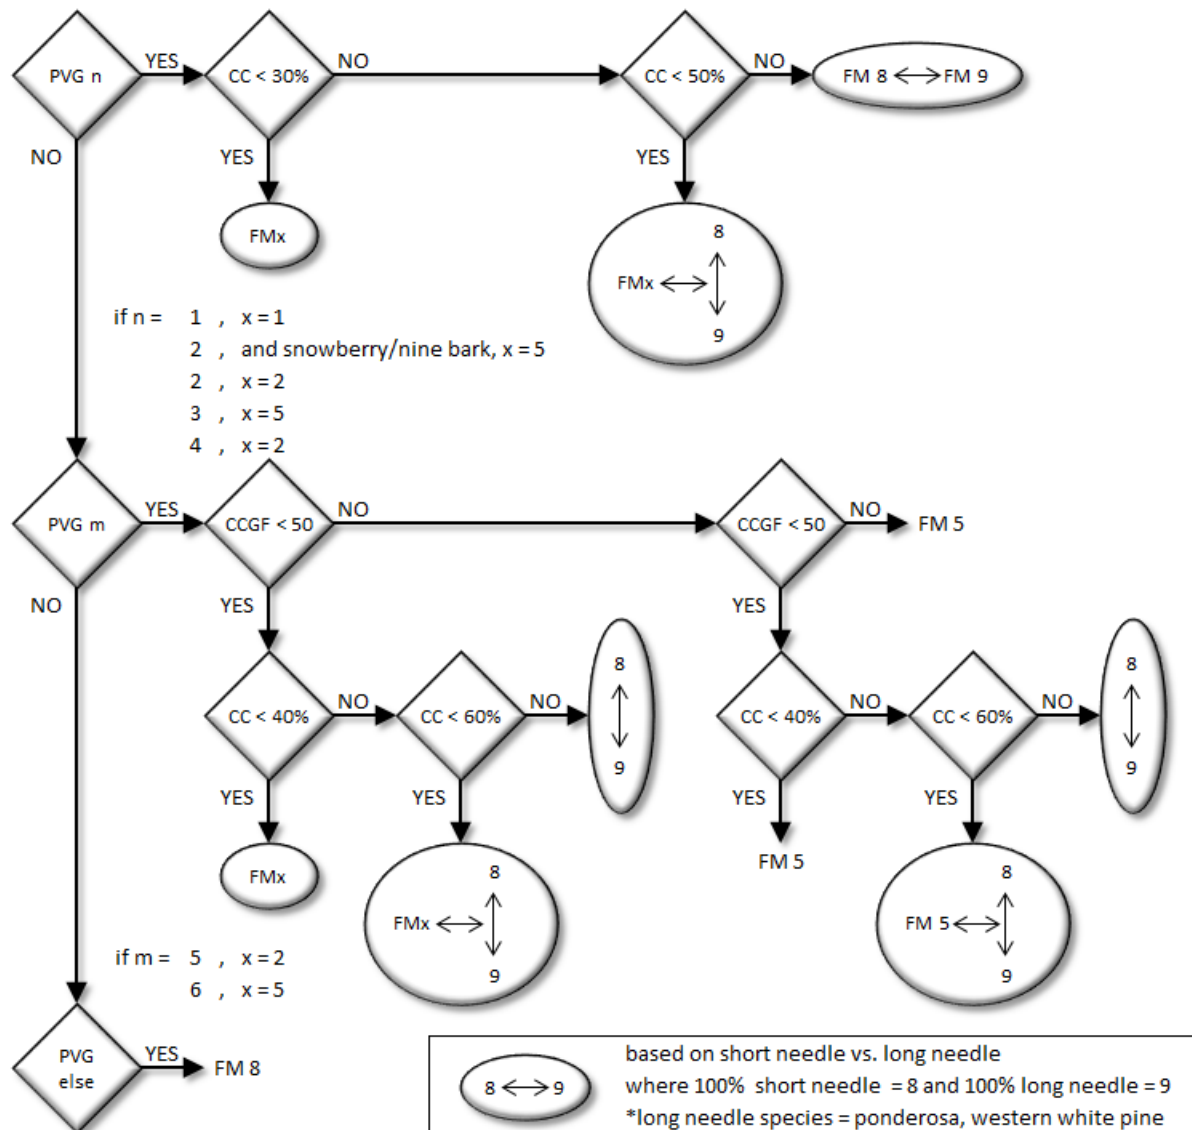 YES NO NO
PVG n CC < 30% CC < 50% FM 8 FM 9
NO YES YES
FMx
8
FMx
9
if n = 1 , x = 1
2 , and snowberry/nine bark, x = 5
2 , x = 2
3 , x = 5
4 , x = 2
YES NO NO
PVG m CCGF < 50 CCGF < 50 FM 5
NO YES YES
8 8
NO NO NO NO
CC < 40% CC < 60% CC < 40% CC < 60%
9 9
YES YES YES YES
FM 5
FMx 8 8
FMx FM 5
9 9
if m = 5 , x = 2
6 , x = 5
YES
PVG
else
FM 8
based on short needle vs. long needle
8 9 where 100% short needle = 8 and 100% long needle = 9
*long needle species = ponderosa, western white pine